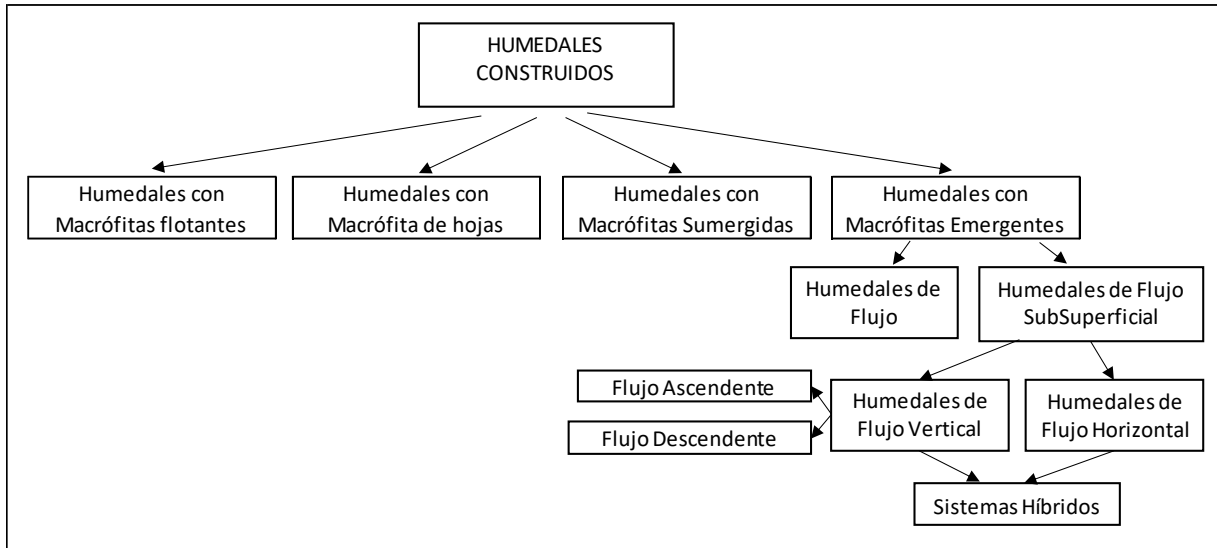 HUMEDALES
CONSTRUIDOS
Humedales con
Macrófitas flotantes
Humedales con
Macrófita de hojas
Humedales con
Macrófitas Sumergidas
Humedales con
Macrófitas Emergentes
Humedales de
Flujo
Humedales de Flujo
SubSuperficial
Flujo Ascendente
Flujo Descendente
Humedales de
Flujo Vertical
Humedales de
Flujo Horizontal
Sistemas Híbridos